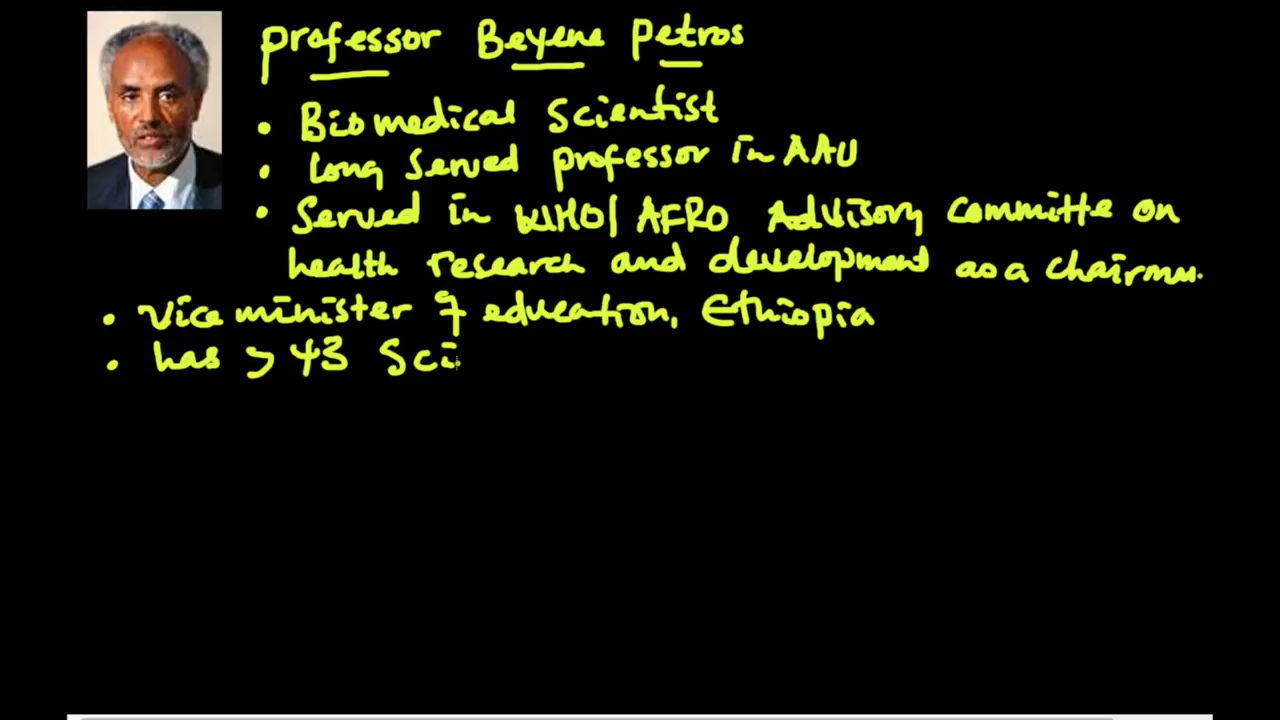 Professor Beyene Petros
• Biomedical Scientist
• Long Served professor in AAU
• Served in WHO/AFRO Advisory Committe on
health research and development as a chairman.
• Vice minister of education, Ethiopia
• has > 43 Sci